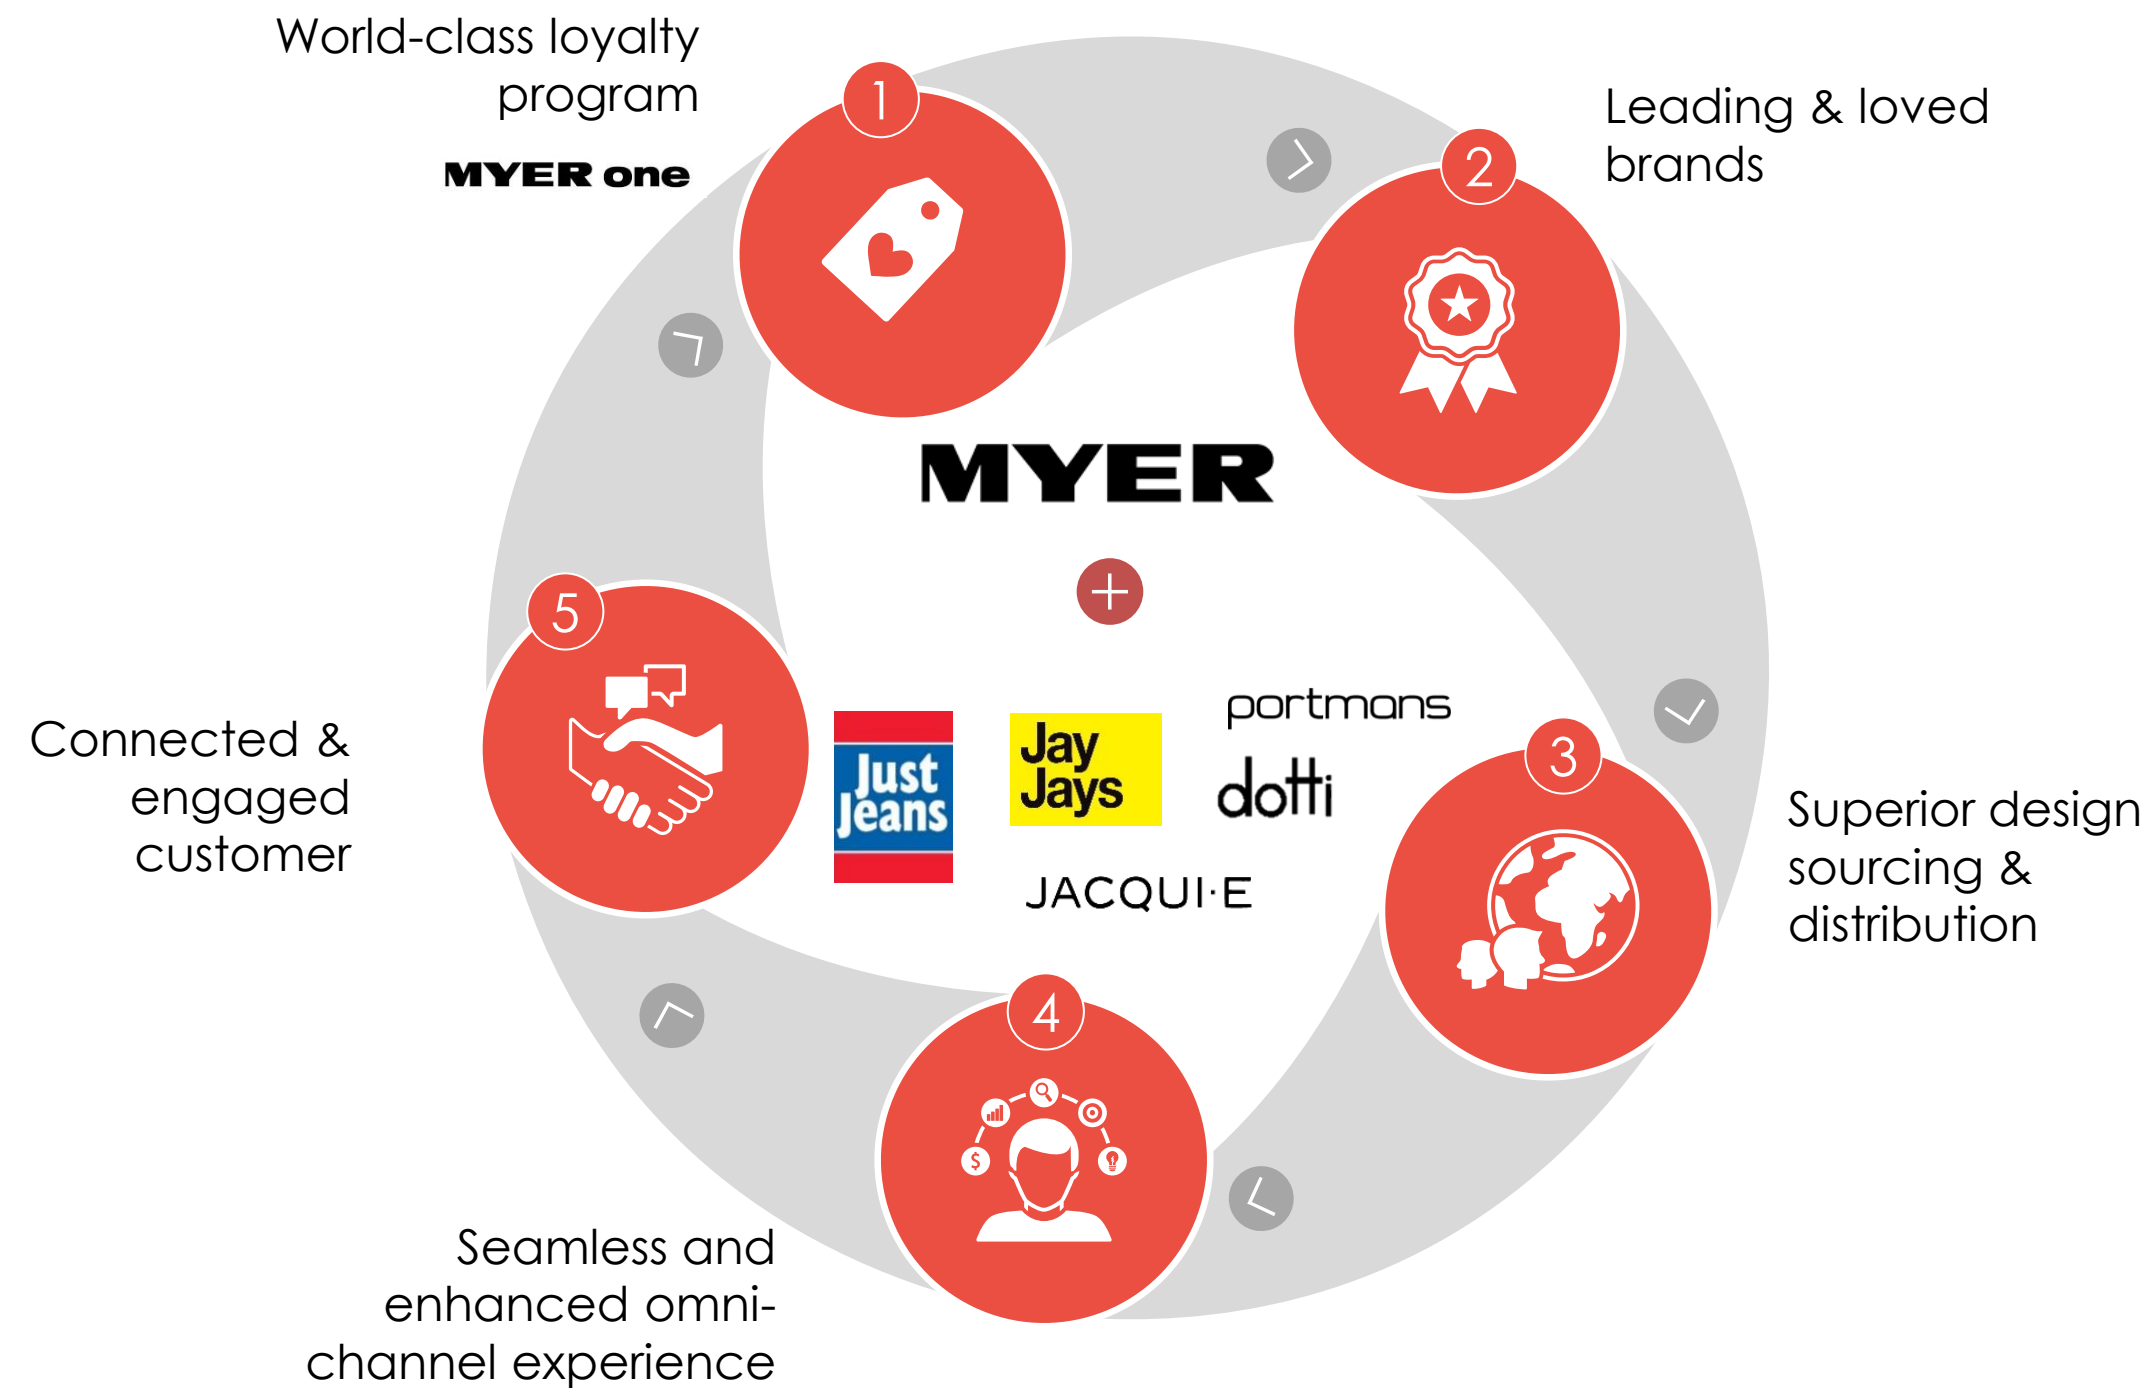 World-class loyalty
program
MYER one
1
2
Leading & loved
brands
MYER
5
Connected &
engaged
customer
Just
Jeans
Jay
Jays
portmans
dotti
JACQUI·E
3
Superior design
sourcing &
distribution
4
$
Seamless and
enhanced omni-
channel experience